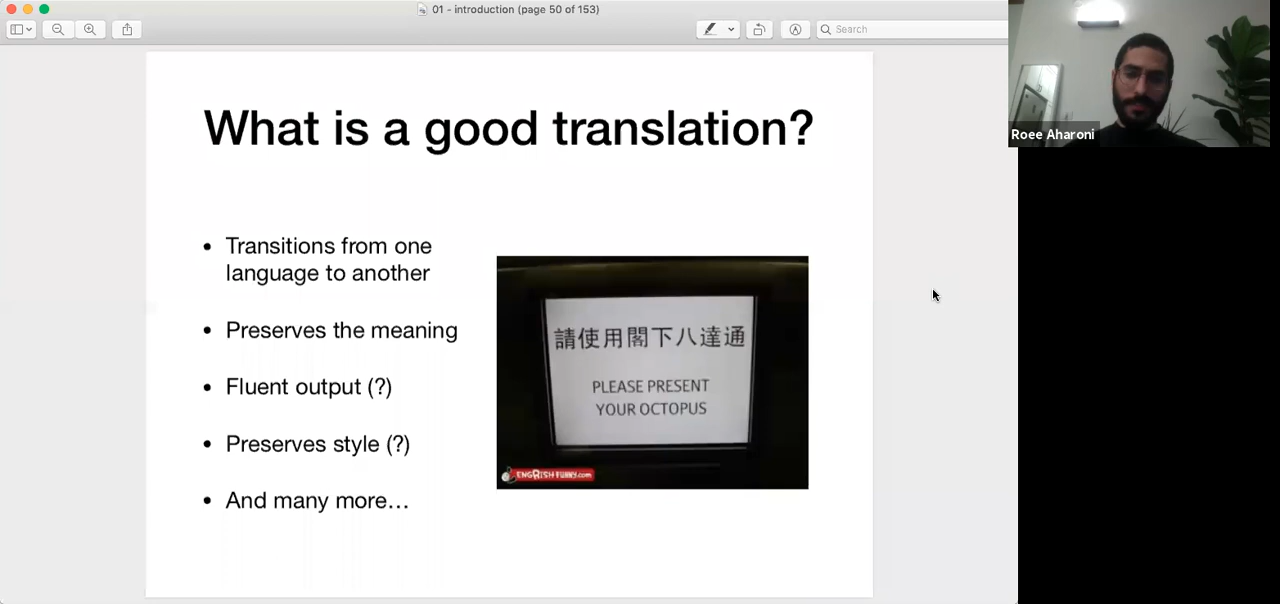 01 - introduction (page 50 of 153)
Search
Roee Aharoni
What is a good translation?
• Transitions from one
language to another
• Preserves the meaning
• Fluent output (?)
• Preserves style (?)
• And many more…
請使用閣下八達通
PLEASE PRESENT
YOUR OCTOPUS
ENGRISHFUNNY.com